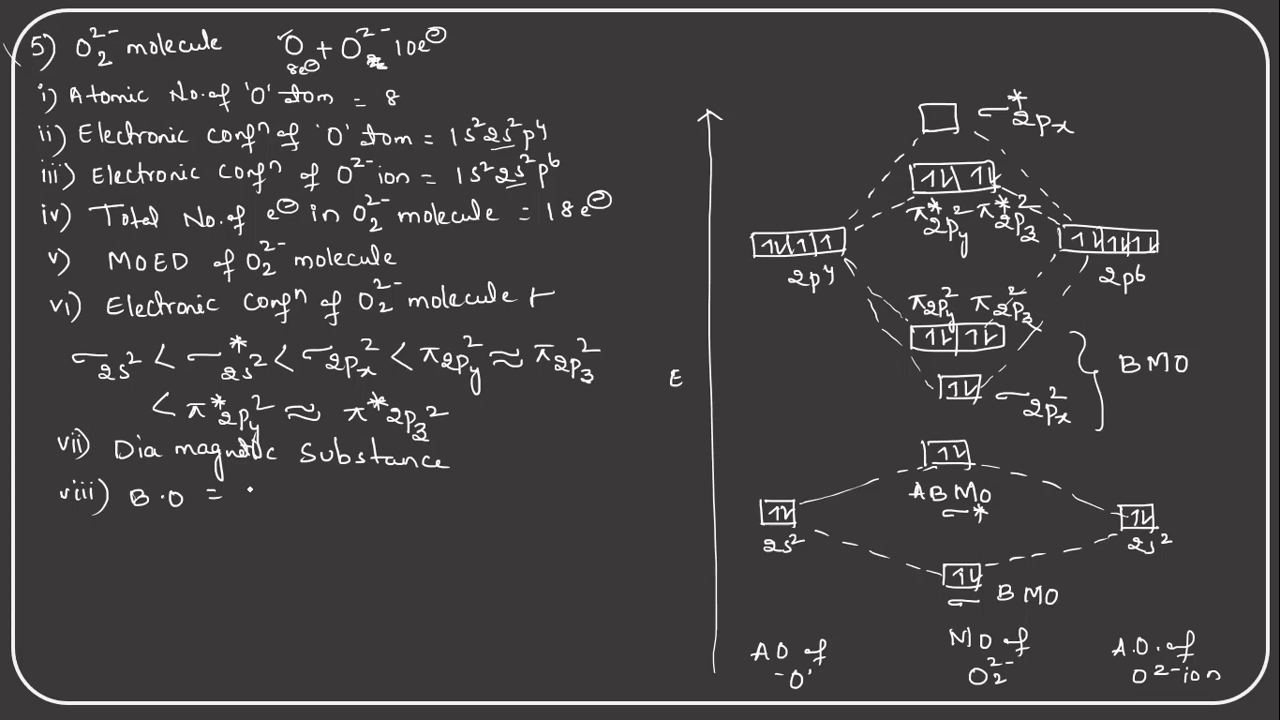 5) O₂²⁻ molecule O + O²⁻ 10e⊖
8e⊖
i) Atomic No. of 'O' atom = 8
ii) Electronic confⁿ of 'O' atom = 1s² 2s² p⁴
iii) Electronic confⁿ of O²⁻ ion = 1s² 2s² p⁶
iv) Total No. of e⊖ in O₂²⁻ molecule = 18e⊖
v) MOED of O₂²⁻ molecule
vi) Electronic confⁿ of O₂²⁻ molecule
σ2s² < σ*2s² < σ2px² < π2py² ≈ π2pz²
< π*2py² ≈ π*2pz²
vii) Dia magnetic Substance
viii) B.O =
E
σ*2px
π*2py² π*2pz²
2p⁴
2p⁶
π2py² π2pz²
BMO
σ2px²
ABMO
σ*
2s²
2s²
σ BMO
AO of
'O'
MO of
O₂²⁻
A.O. of
O²⁻ ion